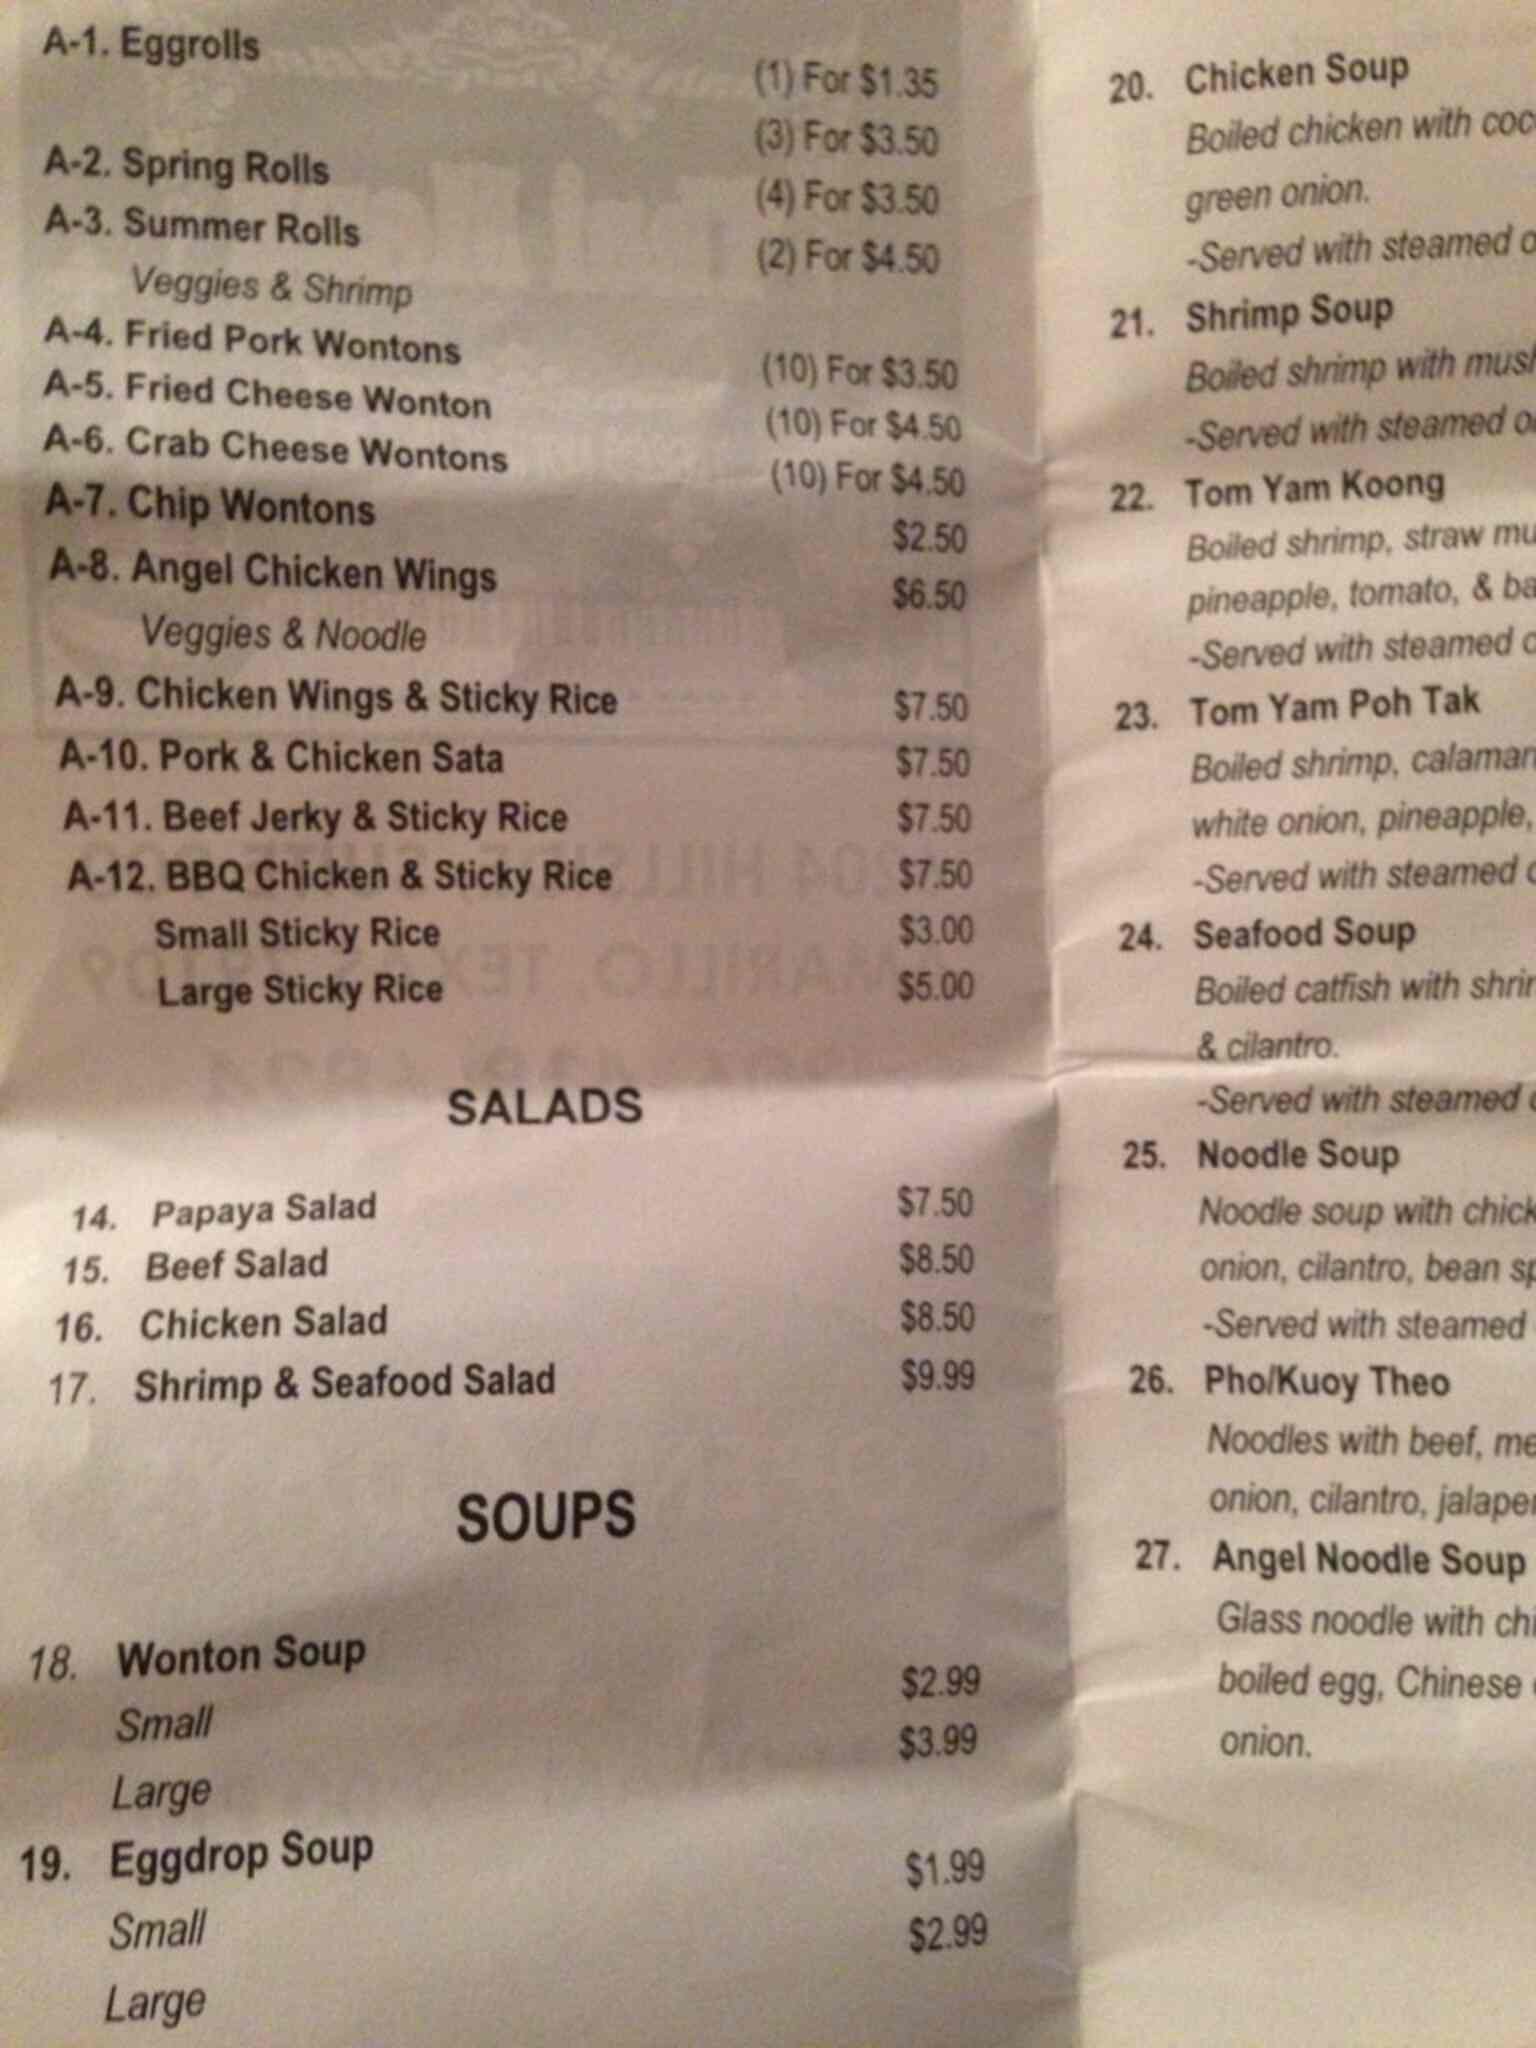 A-1. Eggrolls
(1) For $1.35
(3) For $3.50
A-2. Spring Rolls (4) For $3.50
A-3. Summer Rolls (2) For $4.50
Veggies & Shrimp
A-4. Fried Pork Wontons (10) For $3.50
A-5. Fried Cheese Wonton (10) For $4.50
A-6. Crab Cheese Wontons (10) For $4.50
A-7. Chip Wontons $2.50
A-8. Angel Chicken Wings $6.50
Veggies & Noodle
A-9. Chicken Wings & Sticky Rice $7.50
A-10. Pork & Chicken Sata $7.50
A-11. Beef Jerky & Sticky Rice $7.50
A-12. BBQ Chicken & Sticky Rice $7.50
Small Sticky Rice $3.00
Large Sticky Rice $5.00
SALADS
14. Papaya Salad $7.50
15. Beef Salad $8.50
16. Chicken Salad $8.50
17. Shrimp & Seafood Salad $9.99
SOUPS
18. Wonton Soup
Small $2.99
Large $3.99
19. Eggdrop Soup
Small $1.99
Large $2.99
20. Chicken Soup
Boiled chicken with
green onion.
-Served with steamed
21. Shrimp Soup
Boiled shrimp with
-Served with steamed
22. Tom Yam Koong
Boiled shrimp, straw
pineapple, tomato, &
-Served with steamed
23. Tom Yam Poh Tak
Boiled shrimp,
white onion, pineapple,
-Served with steamed
24. Seafood Soup
Boiled catfish with
& cilantro.
-Served with steamed
25. Noodle Soup
Noodle soup with
onion, cilantro, bean
-Served with steamed
26. Pho/Kuoy Theo
Noodles with beef,
onion, cilantro,
27. Angel Noodle Soup
Glass noodle with
boiled egg, Chinese
onion.